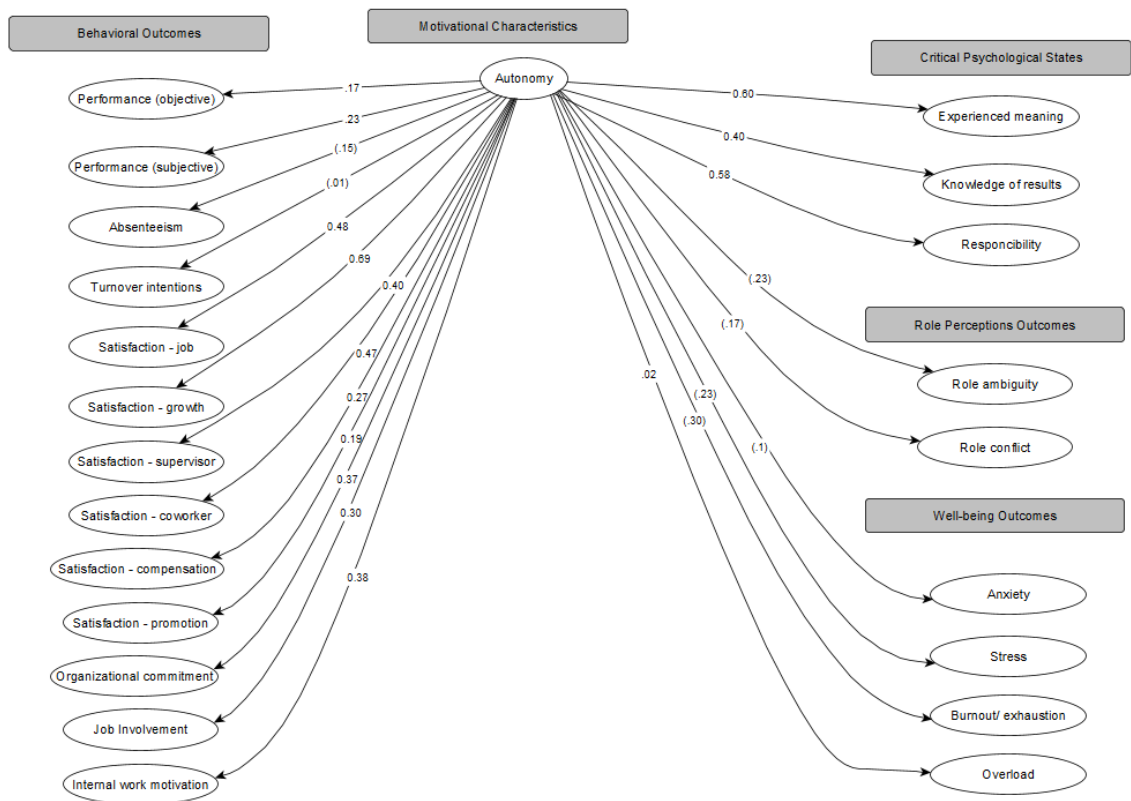 Behavioral Outcomes
Motivational Characteristics
Critical Psychological States
Autonomy
Performance (objective)
Performance (subjective)
Absenteeism
Turnover intentions
Satisfaction - job
Satisfaction - growth
Satisfaction - supervisor
Satisfaction - coworker
Satisfaction - compensation
Satisfaction - promotion
Organizational commitment
Job Involvement
Internal work motivation
.17
.23
(.15)
(.01)
0.48
0.69
0.40
0.47
0.27
0.19
0.37
0.30
0.38
0.60
0.40
0.58
(.23)
(.17)
(.1)
(.23)
(.30)
.02
Experienced meaning
Knowledge of results
Responcibility
Role Perceptions Outcomes
Role ambiguity
Role conflict
Well-being Outcomes
Anxiety
Stress
Burnout/ exhaustion
Overload